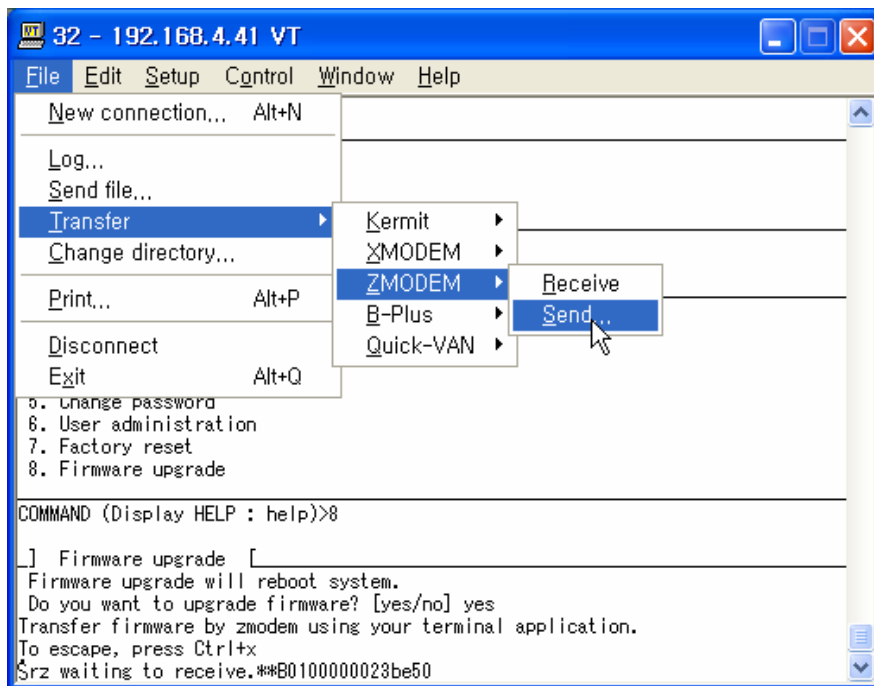 32 - 192.168.4.41 VT
File Edit Setup Control Window Help
New connection... Alt+N
Log...
Send file...
Transfer
Change directory...
Print... Alt+P
Disconnect
Exit Alt+Q
Kermit
XMODEM
ZMODEM
B-Plus
Quick-VAN
Receive
Send...
5. Change password
6. User administration
7. Factory reset
8. Firmware upgrade
COMMAND (Display HELP : help)>8
_] Firmware upgrade [
Firmware upgrade will reboot system.
Do you want to upgrade firmware? [yes/no] yes
Transfer firmware by zmodem using your terminal application.
To escape, press Ctrl+x
Srz waiting to receive.**B0100000023be50